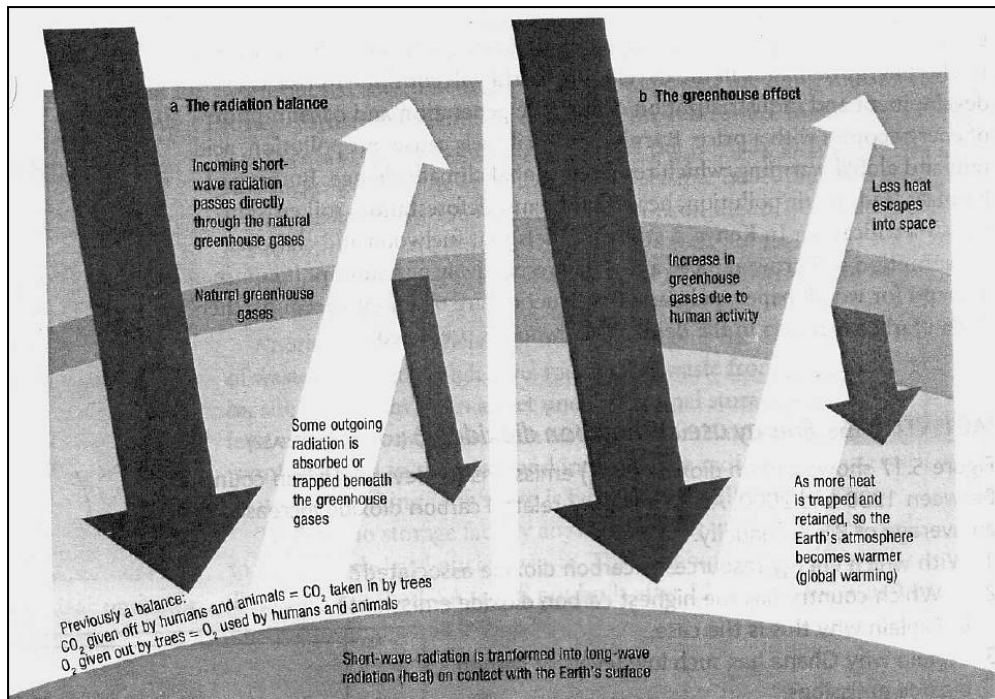 a The radiation balance
Incoming short-
wave radiation
passes directly
through the natural
greenhouse gases
Natural greenhouse
gases
Some outgoing
radiation is
absorbed or
trapped beneath
the greenhouse
gases
Previously a balance:
CO₂ given off by humans and animals = CO₂ taken in by trees
O₂ given out by trees = O₂ used by humans and animals
b The greenhouse effect
Less heat
escapes
into space
Increase in
greenhouse
gases due to
human activity
As more heat
is trapped and
retained, so the
Earth's atmosphere
becomes warmer
(global warming)
Short-wave radiation is tranformed into long-wave
radiation (heat) on contact with the Earth's surface